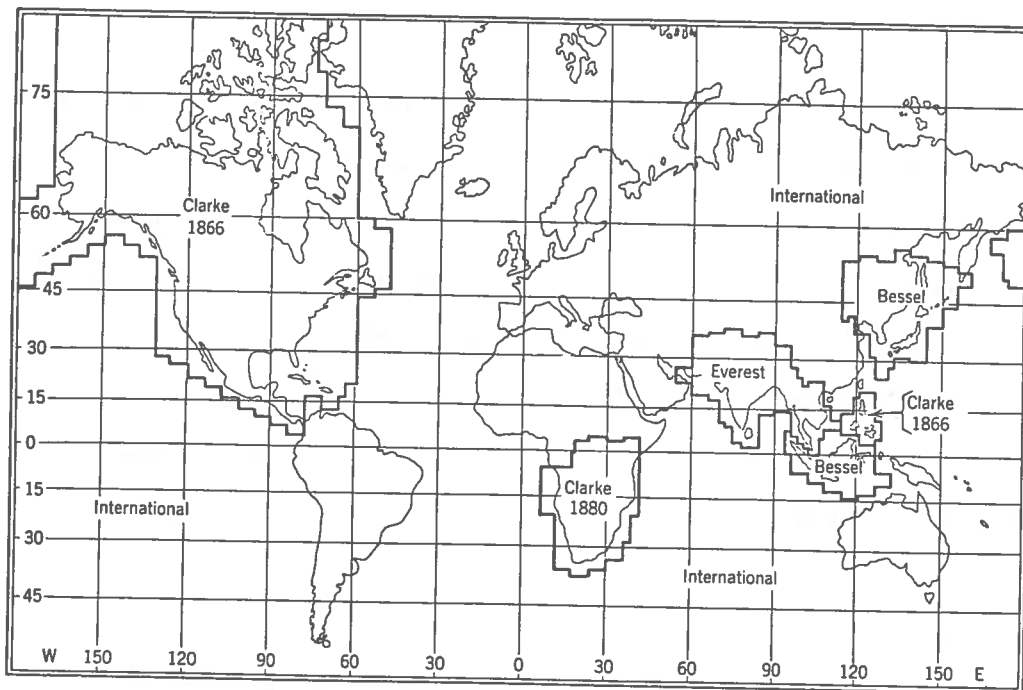 75
International
Clarke
1866
60
45
Bessel
30
Everest
15
Clarke
1866
0
Bessel
15
Clarke
1880
International
30
International
45
W 150 120 90 60 30 0 30 60 90 120 150 E